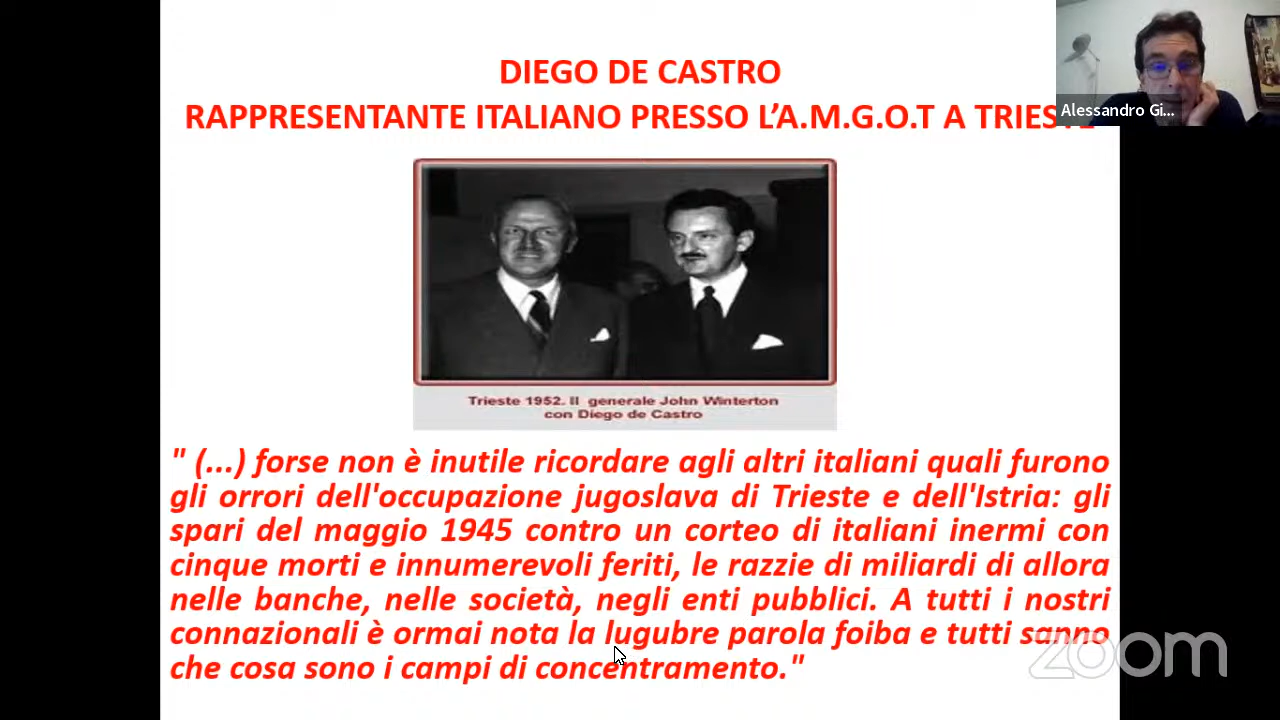 DIEGO DE CASTRO
RAPPRESENTANTE ITALIANO PRESSO L'A.M.G.O.T A TRIESTE
Alessandro Gi...
Trieste 1952. Il generale John Winterton
con Diego de Castro
" (...) forse non è inutile ricordare agli altri italiani quali furono
gli orrori dell'occupazione jugoslava di Trieste e dell'Istria: gli
spari del maggio 1945 contro un corteo di italiani inermi con
cinque morti e innumerevoli feriti, le razzie di miliardi di allora
nelle banche, nelle società, negli enti pubblici. A tutti i nostri
connazionali è ormai nota la lugubre parola foiba e tutti sanno
che cosa sono i campi di concentramento."
zoom